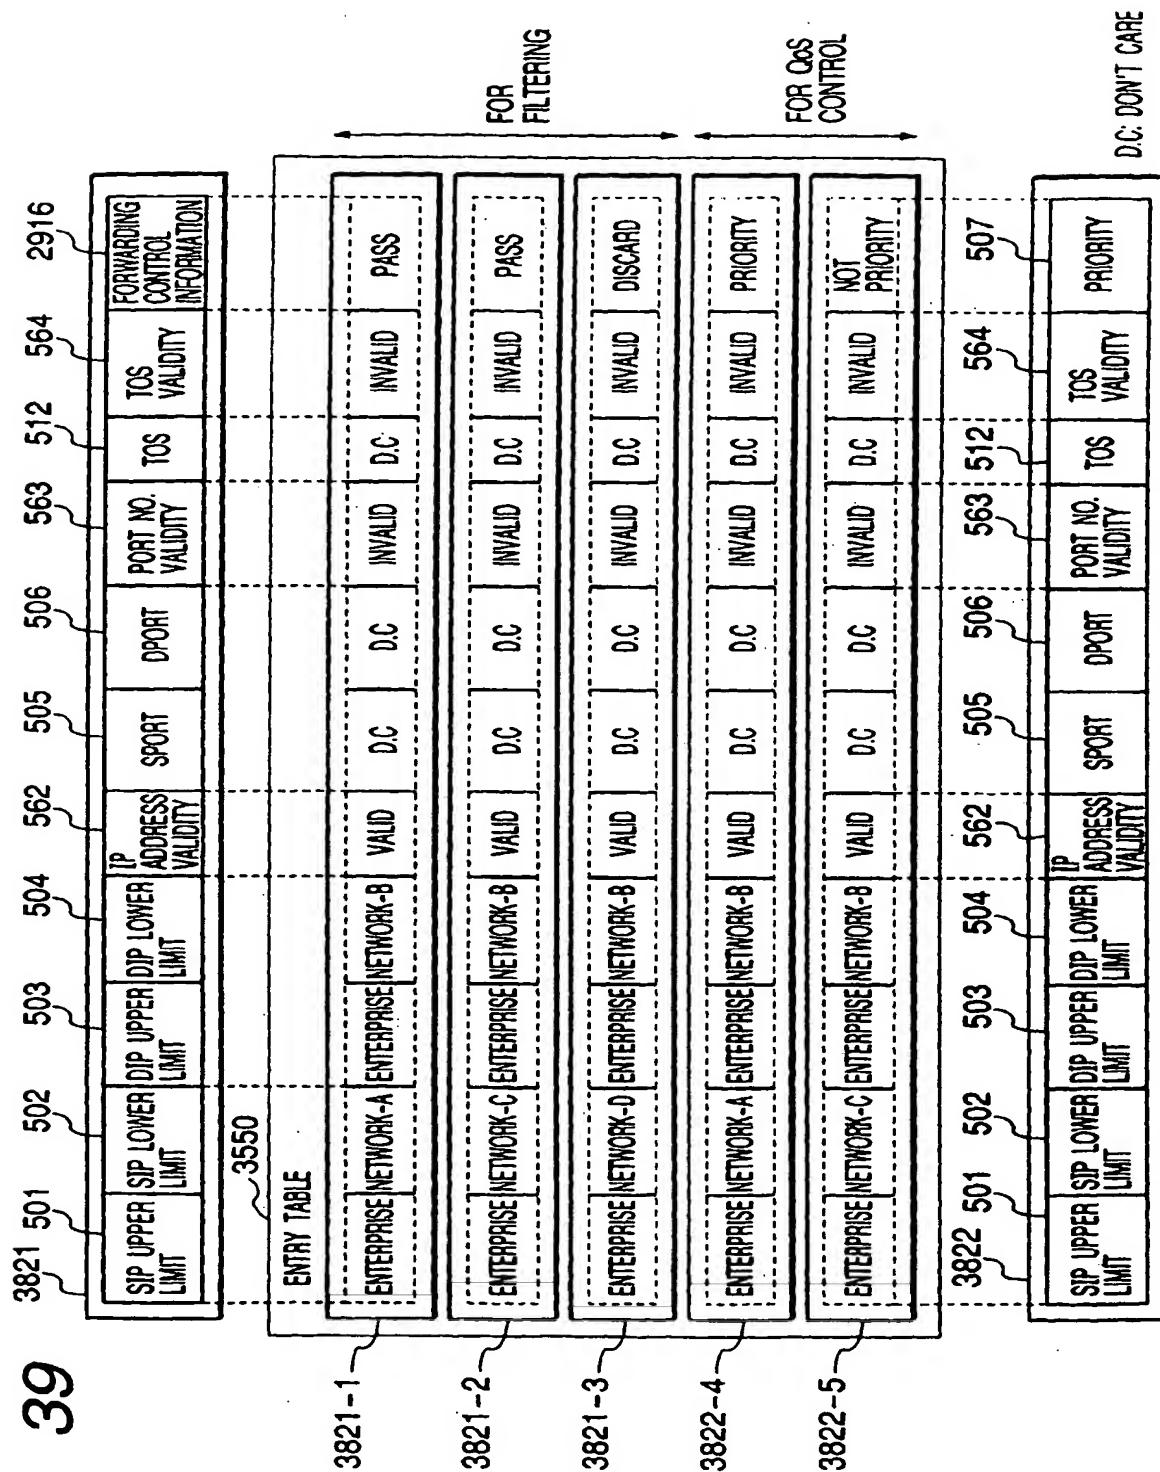 39
3821
501
502
503
504
562
505
506
563
512
564
2916
SIP UPPER
LIMIT
SIP LOWER
LIMIT
DIP UPPER
LIMIT
DIP LOWER
LIMIT
IP
ADDRESS
VALIDITY
SPORT
DPORT
PORT NO.
VALIDITY
TOS
TOS
VALIDITY
FORWARDING
CONTROL
INFORMATION
3550
ENTRY TABLE
3821-1
ENTERPRISE NETWORK-A ENTERPRISE NETWORK-B VALID D.C D.C INVALID D.C INVALID PASS
3821-2
ENTERPRISE NETWORK-C ENTERPRISE NETWORK-B VALID D.C D.C INVALID D.C INVALID PASS
3821-3
ENTERPRISE NETWORK-D ENTERPRISE NETWORK-B VALID D.C D.C INVALID D.C INVALID DISCARD
FOR
FILTERING
3822-4
ENTERPRISE NETWORK-A ENTERPRISE NETWORK-B VALID D.C D.C INVALID D.C INVALID PRIORITY
3822-5
ENTERPRISE NETWORK-C ENTERPRISE NETWORK-B VALID D.C D.C INVALID D.C INVALID NOT
PRIORITY
FOR QoS
CONTROL
3822
501
502
503
504
562
505
506
563
512
564
507
SIP UPPER
LIMIT
SIP LOWER
LIMIT
DIP UPPER
LIMIT
DIP LOWER
LIMIT
IP
ADDRESS
VALIDITY
SPORT
DPORT
PORT NO.
VALIDITY
TOS
TOS
VALIDITY
PRIORITY
D.C: DON'T CARE